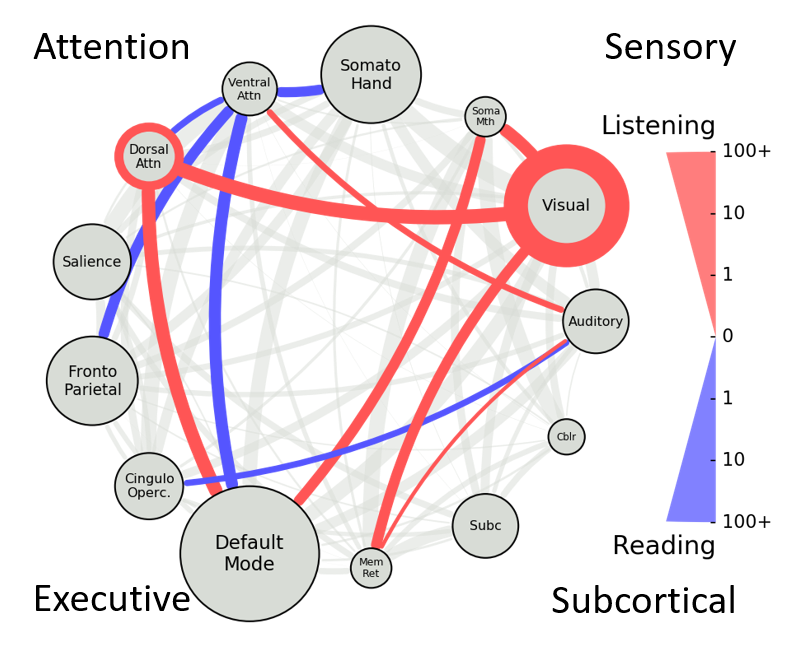 Attention
Sensory
Somato
Hand
Ventral
Attn
Soma
Mth
Listening
Dorsal
Attn
100+
Visual
10
Salience
1
Auditory
0
Fronto
Parietal
1
Cblr
10
Cingulo
Operc.
100+
Subc
Default
Mode
Reading
Mem
Ret
Executive
Subcortical